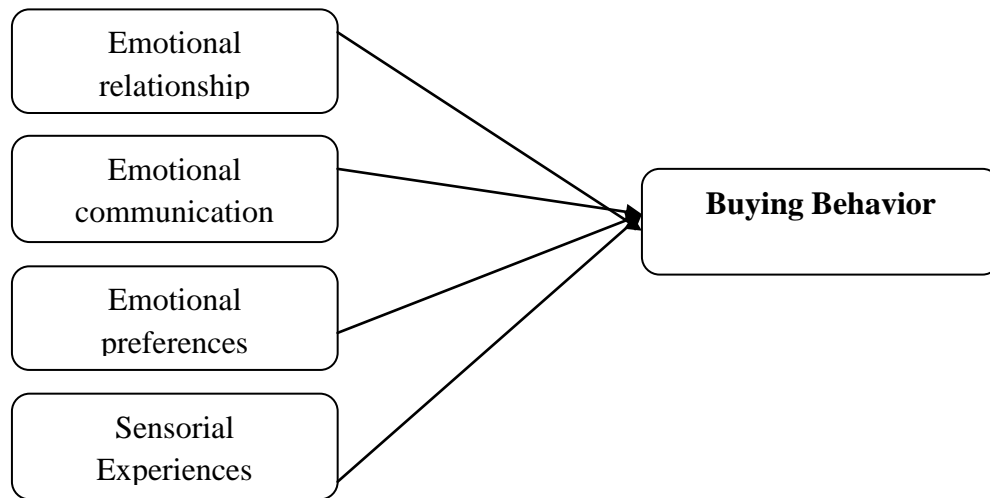 Emotional
relationship
Emotional
communication
Buying Behavior
Emotional
preferences
Sensorial
Experiences